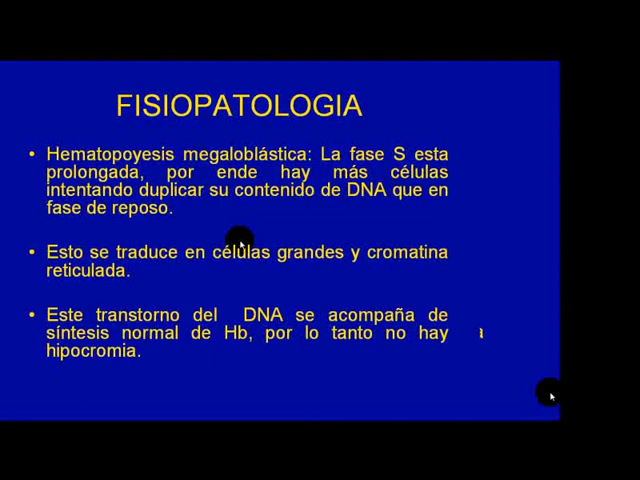 FISIOPATOLOGIA
• Hematopoyesis megaloblástica: La fase S esta
prolongada, por ende hay más células
intentando duplicar su contenido de DNA que en
fase de reposo.
• Esto se traduce en células grandes y cromatina
reticulada.
• Este transtorno del DNA se acompaña de
síntesis normal de Hb, por lo tanto no hay
hipocromia.